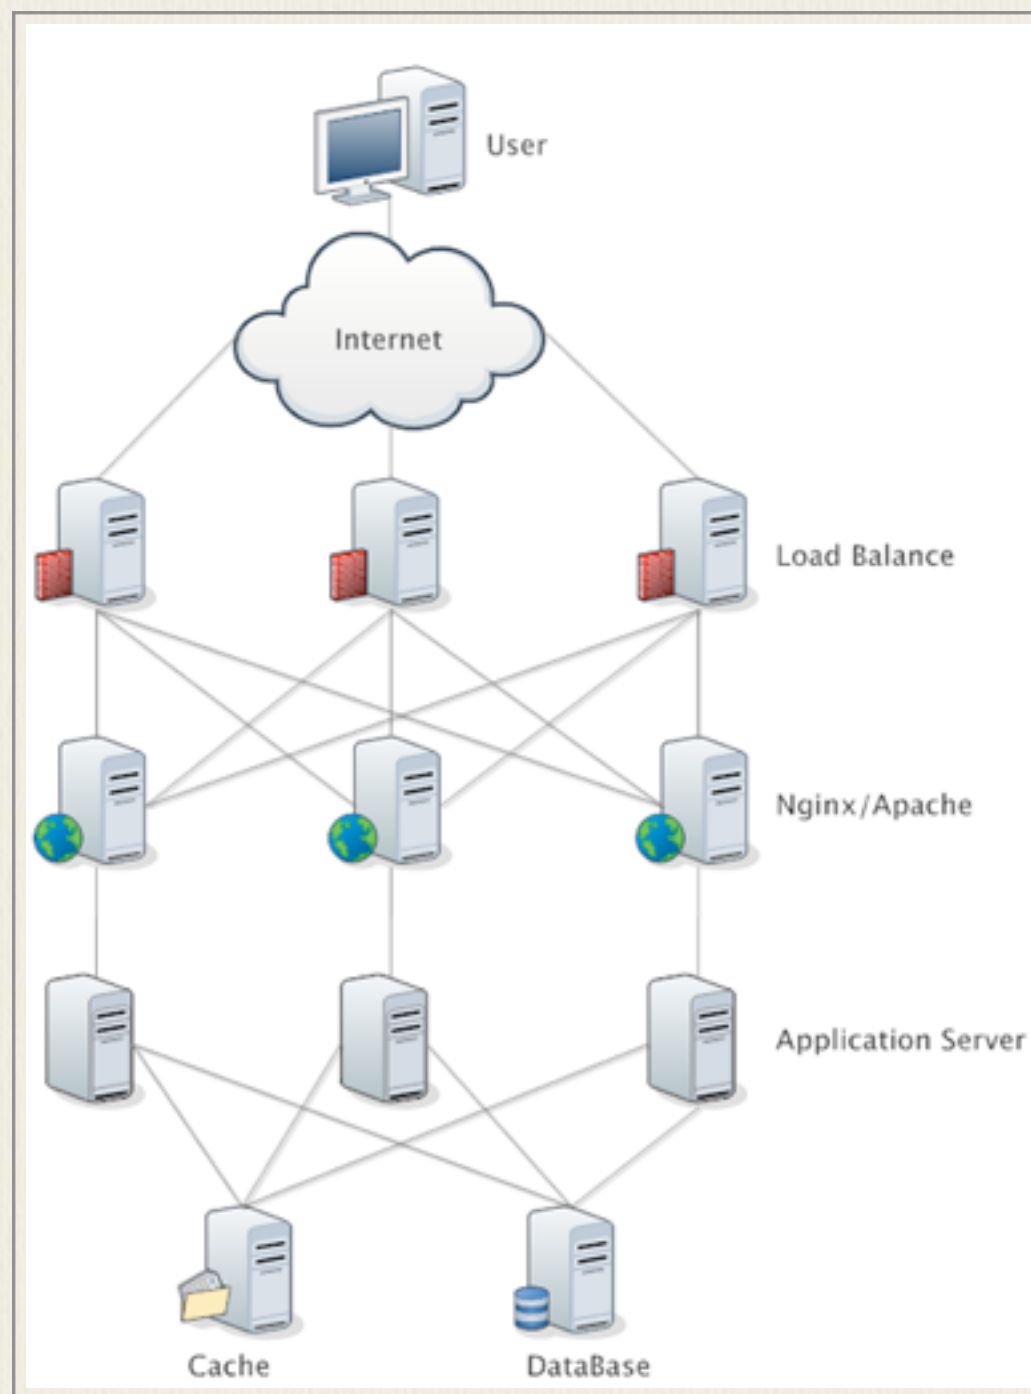 User
Internet
Load Balance
Nginx/Apache
Application Server
Cache
DataBase